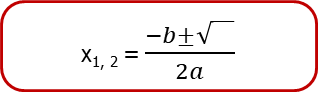 x₁, ₂ = (−b±√ )/2a